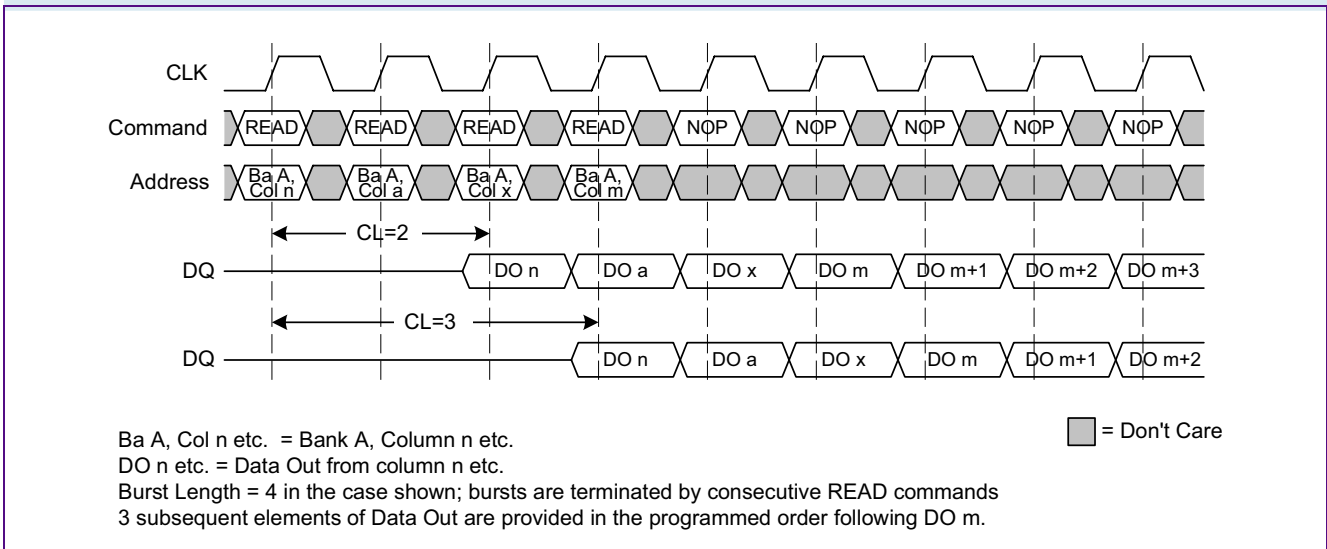 CLK
Command READ READ READ READ NOP NOP NOP NOP NOP
Address Ba A, Col n Ba A, Col a Ba A, Col x Ba A, Col m
CL=2
DQ DO n DO a DO x DO m DO m+1 DO m+2 DO m+3
CL=3
DQ DO n DO a DO x DO m DO m+1 DO m+2
Ba A, Col n etc. = Bank A, Column n etc.
= Don't Care
DO n etc. = Data Out from column n etc.
Burst Length = 4 in the case shown; bursts are terminated by consecutive READ commands
3 subsequent elements of Data Out are provided in the programmed order following DO m.